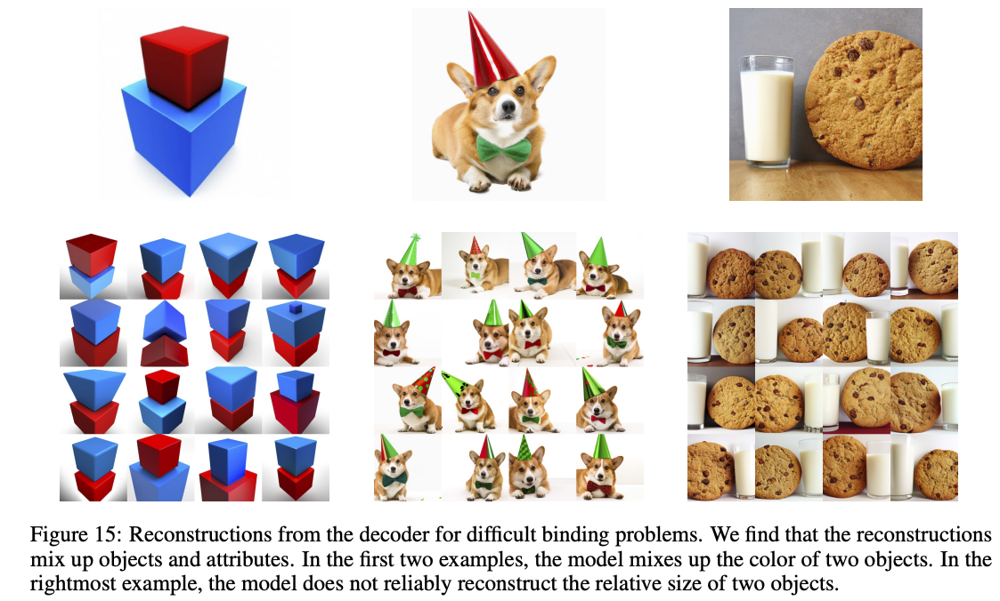 Figure 15: Reconstructions from the decoder for difficult binding problems. We find that the reconstructions
mix up objects and attributes. In the first two examples, the model mixes up the color of two objects. In the
rightmost example, the model does not reliably reconstruct the relative size of two objects.